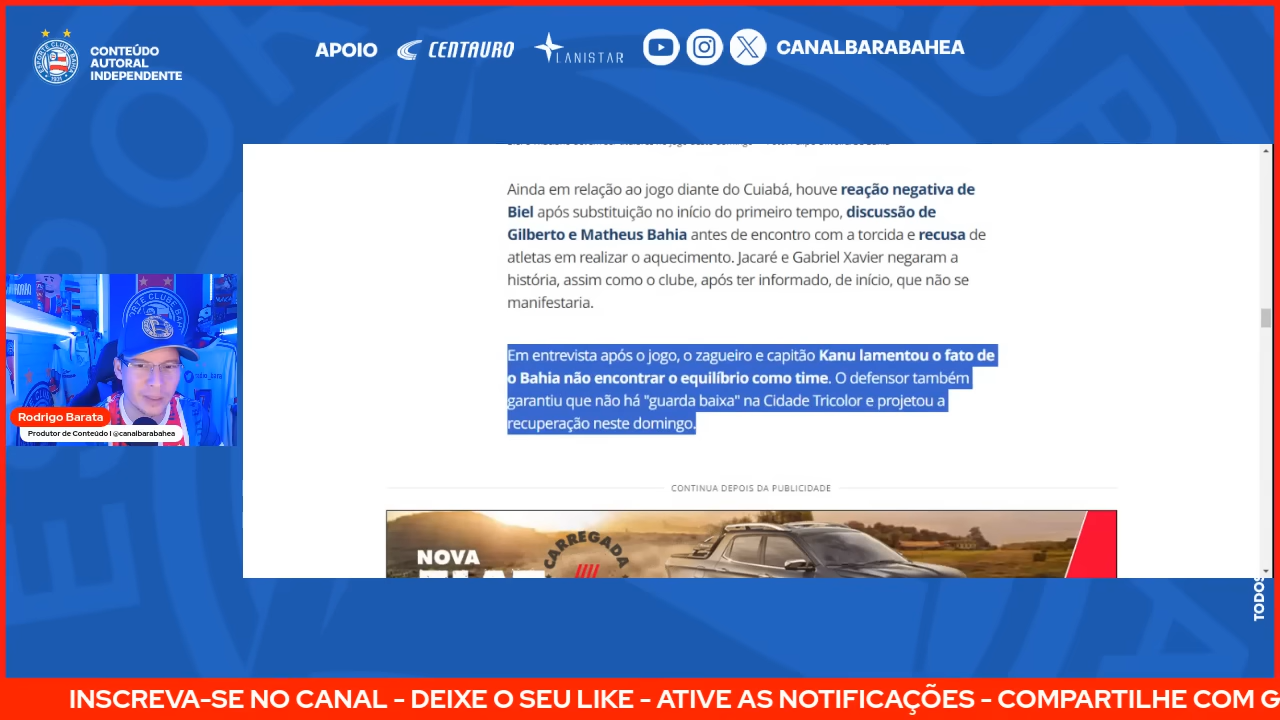 CONTEÚDO
AUTORAL
INDEPENDENTE
APOIO CENTAURO LANISTAR CANALBARABAHEA
Ainda em relação ao jogo diante do Cuiabá, houve reação negativa de
Biel após substituição no início do primeiro tempo, discussão de
Gilberto e Matheus Bahia antes de encontro com a torcida e recusa de
atletas em realizar o aquecimento. Jacaré e Gabriel Xavier negaram a
história, assim como o clube, após ter informado, de início, que não se
manifestaria.
Em entrevista após o jogo, o zagueiro e capitão Kanu lamentou o fato de
o Bahia não encontrar o equilíbrio como time. O defensor também
garantiu que não há "guarda baixa" na Cidade Tricolor e projetou a
recuperação neste domingo.
CONTINUA DEPOIS DA PUBLICIDADE
NOVA
CARREGADA
Rodrigo Barata
Produtor de Conteúdo I @canalbarabahea
TODOS
INSCREVA-SE NO CANAL - DEIXE O SEU LIKE - ATIVE AS NOTIFICAÇÕES - COMPARTILHE COM G